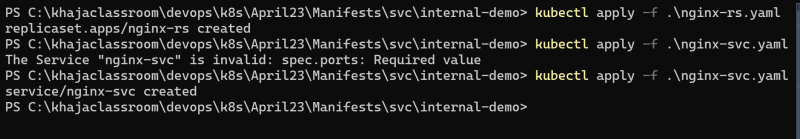 PS C:\khajaclassroom\devops\k8s\April23\Manifests\svc\internal-demo> kubectl apply -f .\nginx-rs.yaml
replicaset.apps/nginx-rs created
PS C:\khajaclassroom\devops\k8s\April23\Manifests\svc\internal-demo> kubectl apply -f .\nginx-svc.yaml
The Service "nginx-svc" is invalid: spec.ports: Required value
PS C:\khajaclassroom\devops\k8s\April23\Manifests\svc\internal-demo> kubectl apply -f .\nginx-svc.yaml
service/nginx-svc created
PS C:\khajaclassroom\devops\k8s\April23\Manifests\svc\internal-demo>